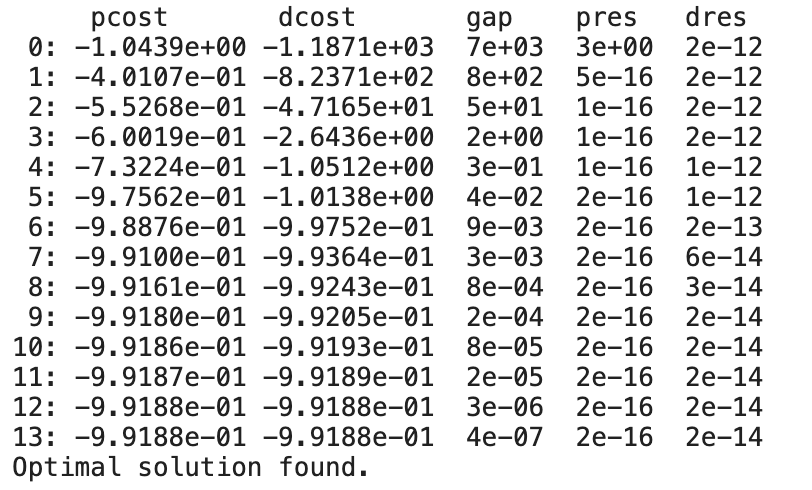 pcost       dcost       gap    pres   dres
 0: -1.0439e+00 -1.1871e+03  7e+03  3e+00  2e-12
 1: -4.0107e-01 -8.2371e+02  8e+02  5e-16  2e-12
 2: -5.5268e-01 -4.7165e+01  5e+01  1e-16  2e-12
 3: -6.0019e-01 -2.6436e+00  2e+00  1e-16  2e-12
 4: -7.3224e-01 -1.0512e+00  3e-01  1e-16  1e-12
 5: -9.7562e-01 -1.0138e+00  4e-02  2e-16  1e-12
 6: -9.8876e-01 -9.9752e-01  9e-03  2e-16  2e-13
 7: -9.9100e-01 -9.9364e-01  3e-03  2e-16  6e-14
 8: -9.9161e-01 -9.9243e-01  8e-04  2e-16  3e-14
 9: -9.9180e-01 -9.9205e-01  2e-04  2e-16  2e-14
10: -9.9186e-01 -9.9193e-01  8e-05  2e-16  2e-14
11: -9.9187e-01 -9.9189e-01  2e-05  2e-16  2e-14
12: -9.9188e-01 -9.9188e-01  3e-06  2e-16  2e-14
13: -9.9188e-01 -9.9188e-01  4e-07  2e-16  2e-14
Optimal solution found.